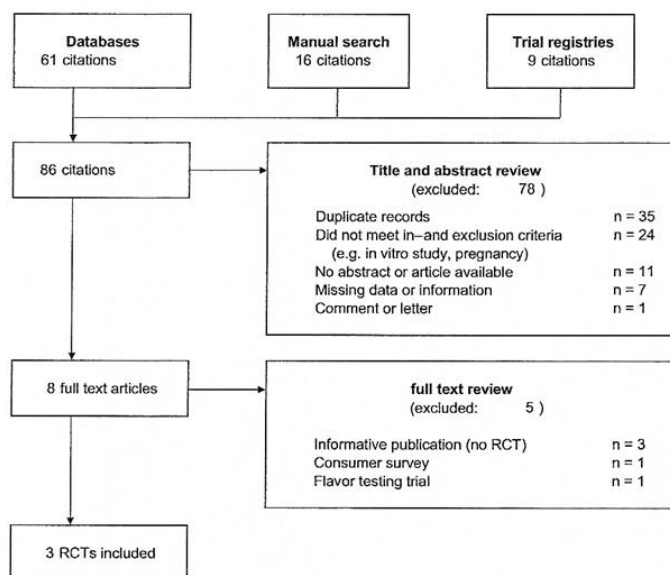 Databases
61 citations
Manual search
16 citations
Trial registries
9 citations
86 citations
Title and abstract review
(excluded: 78 )
Duplicate records n = 35
Did not meet in–and exclusion criteria n = 24
(e.g. in vitro study, pregnancy)
No abstract or article available n = 11
Missing data or information n = 7
Comment or letter n = 1
8 full text articles
full text review
(excluded: 5 )
Informative publication (no RCT) n = 3
Consumer survey n = 1
Flavor testing trial n = 1
3 RCTs included